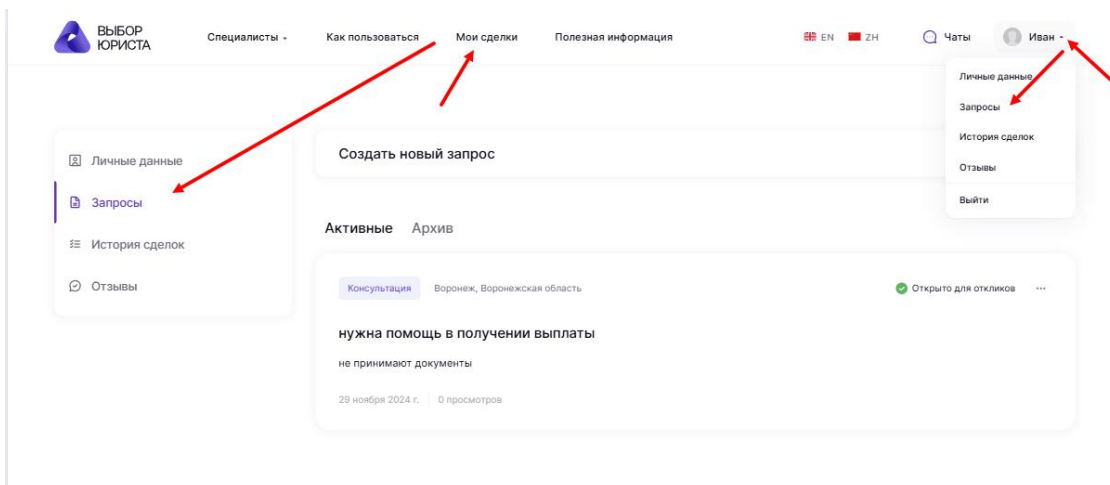 ВЫБОР
ЮРИСТА
Специалисты
Как пользоваться
Мои сделки
Полезная информация
EN
ZH
Чаты
Иван
Личные данные
Запросы
История сделок
Отзывы
Выйти
Личные данные
Запросы
История сделок
Отзывы
Создать новый запрос
Активные Архив
Консультация Воронеж, Воронежская область
Открыто для откликов ...
нужна помощь в получении выплаты
не принимают документы
29 ноября 2024 г. 0 просмотров